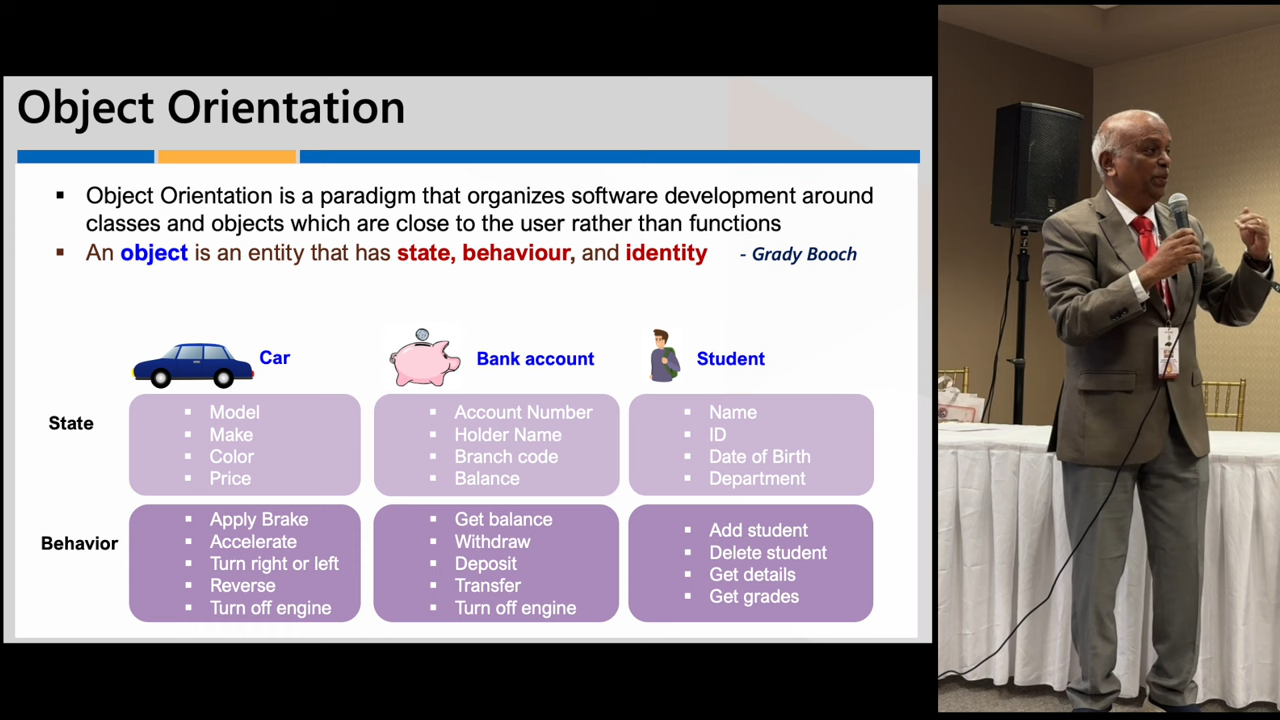 Object Orientation
▪ Object Orientation is a paradigm that organizes software development around
classes and objects which are close to the user rather than functions
▪ An object is an entity that has state, behaviour, and identity - Grady Booch
Car
Bank account
Student
State
▪ Model
▪ Make
▪ Color
▪ Price
▪ Account Number
▪ Holder Name
▪ Branch code
▪ Balance
▪ Name
▪ ID
▪ Date of Birth
▪ Department
Behavior
▪ Apply Brake
▪ Accelerate
▪ Turn right or left
▪ Reverse
▪ Turn off engine
▪ Get balance
▪ Withdraw
▪ Deposit
▪ Transfer
▪ Turn off engine
▪ Add student
▪ Delete student
▪ Get details
▪ Get grades